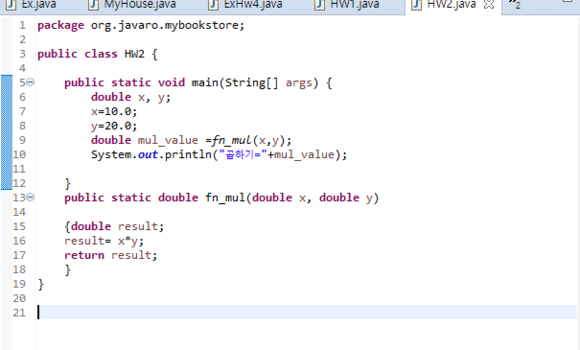 Ex.java MyHouse.java ExHw4.java HW1.java HW2.java 2
1 package org.javaro.mybookstore;
2
3 public class HW2 {
4
5 public static void main(String[] args) {
6 double x, y;
7 x=10.0;
8 y=20.0;
9 double mul_value =fn_mul(x,y);
10 System.out.println("곱하기="+mul_value);
11
12 }
13 public static double fn_mul(double x, double y)
14
15 {double result;
16 result= x*y;
17 return result;
18 }
19 }
20
21